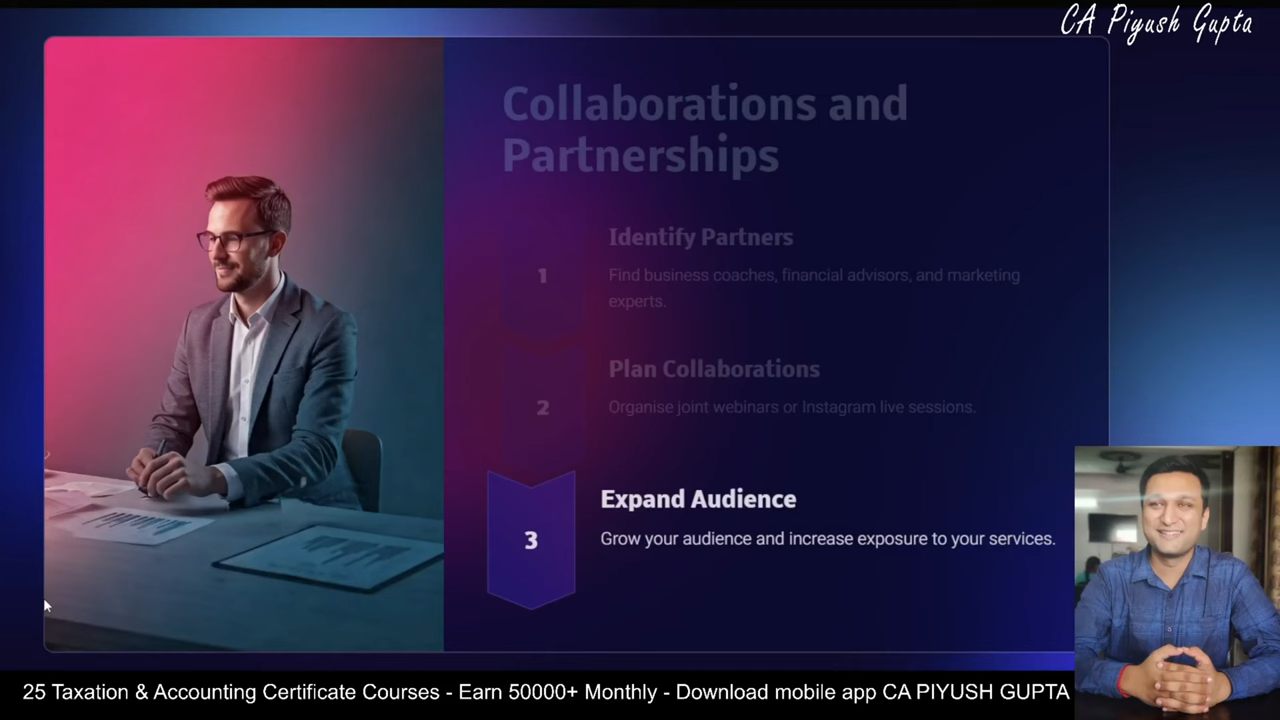 CA Piyush Gupta
Collaborations and
Partnerships
Identify Partners
1
Find business coaches, financial advisors, and marketing
experts.
Plan Collaborations
2
Organise joint webinars or Instagram live sessions.
Expand Audience
3
Grow your audience and increase exposure to your services.
25 Taxation & Accounting Certificate Courses - Earn 50000+ Monthly - Download mobile app CA PIYUSH GUPTA